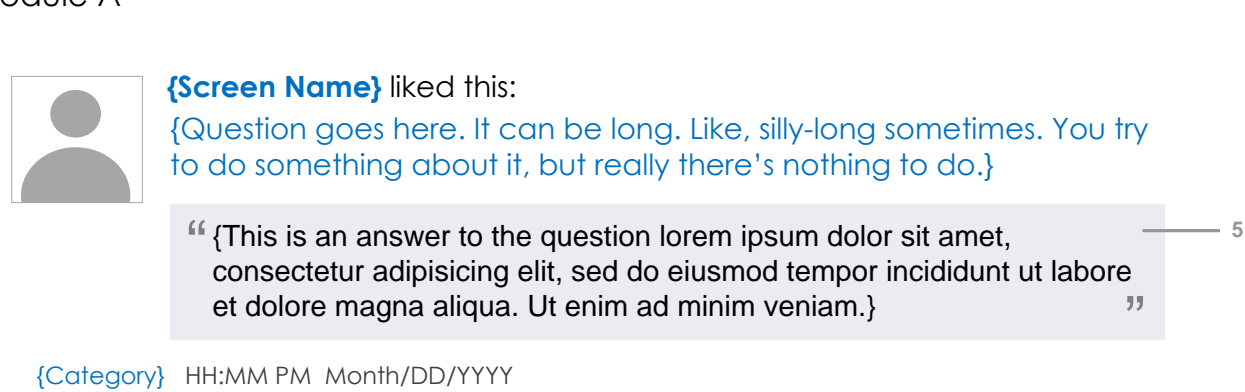 {Screen Name} liked this:
{Question goes here. It can be long. Like, silly-long sometimes. You try
to do something about it, but really there’s nothing to do.}
“ {This is an answer to the question lorem ipsum dolor sit amet,
consectetur adipisicing elit, sed do eiusmod tempor incididunt ut labore
et dolore magna aliqua. Ut enim ad minim veniam.} ”
5
{Category} HH:MM PM Month/DD/YYYY